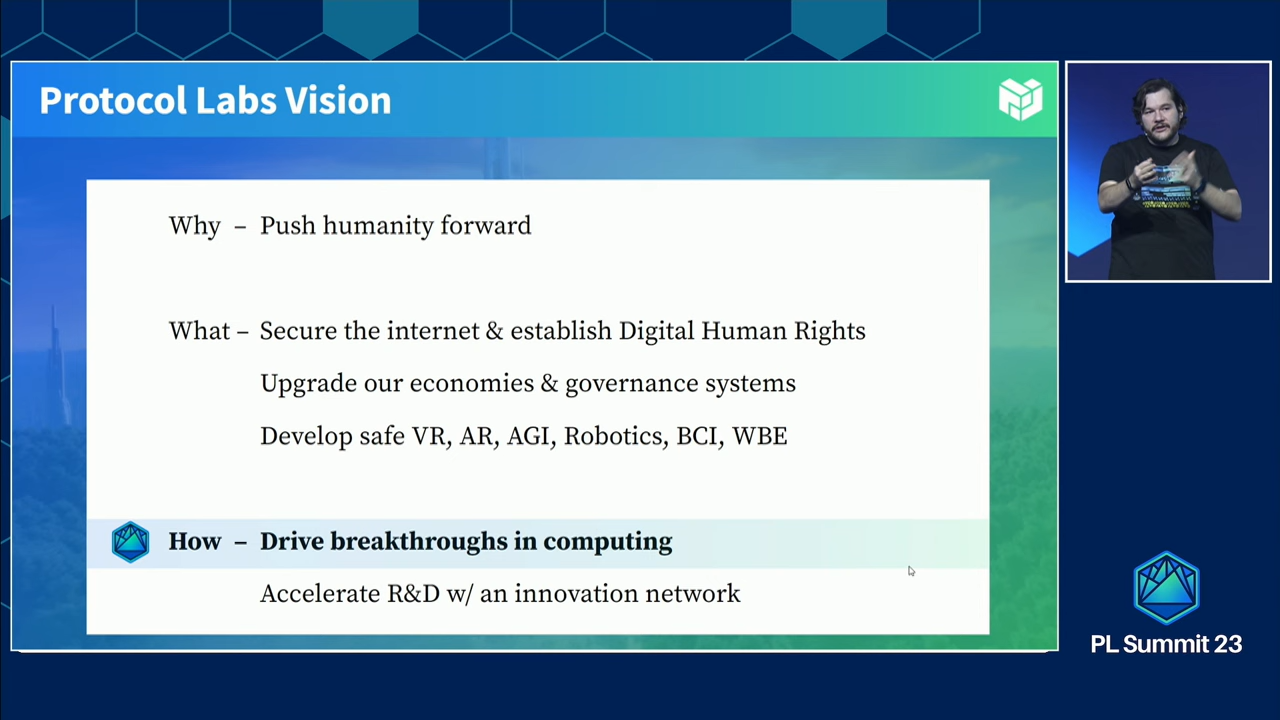 Protocol Labs Vision
Why – Push humanity forward
What – Secure the internet & establish Digital Human Rights
Upgrade our economies & governance systems
Develop safe VR, AR, AGI, Robotics, BCI, WBE
How – Drive breakthroughs in computing
Accelerate R&D w/ an innovation network
PL Summit 23